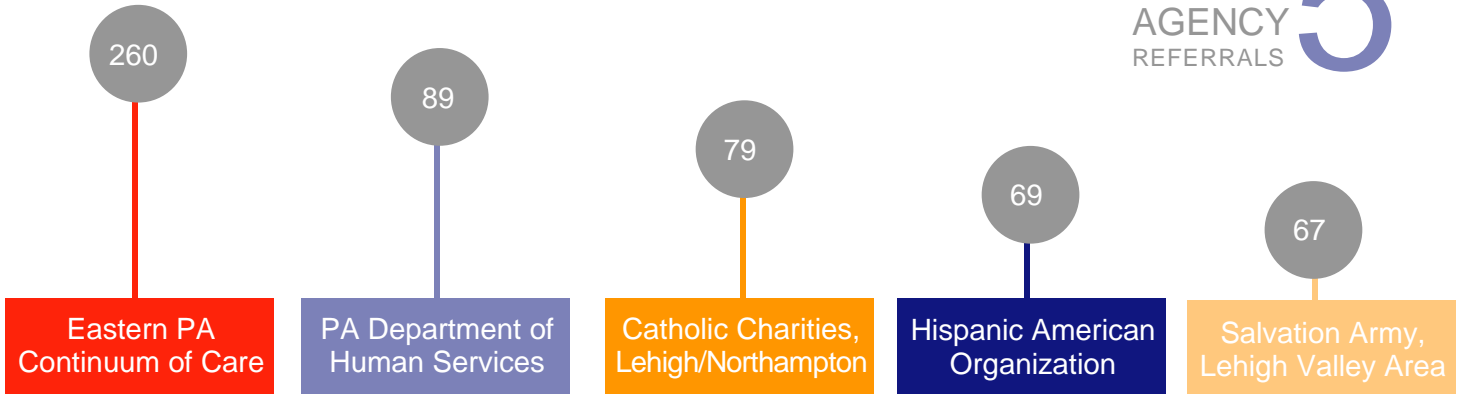 AGENCY
REFERRALS
260
89
79
69
67
Eastern PA
Continuum of Care
PA Department of
Human Services
Catholic Charities,
Lehigh/Northampton
Hispanic American
Organization
Salvation Army,
Lehigh Valley Area